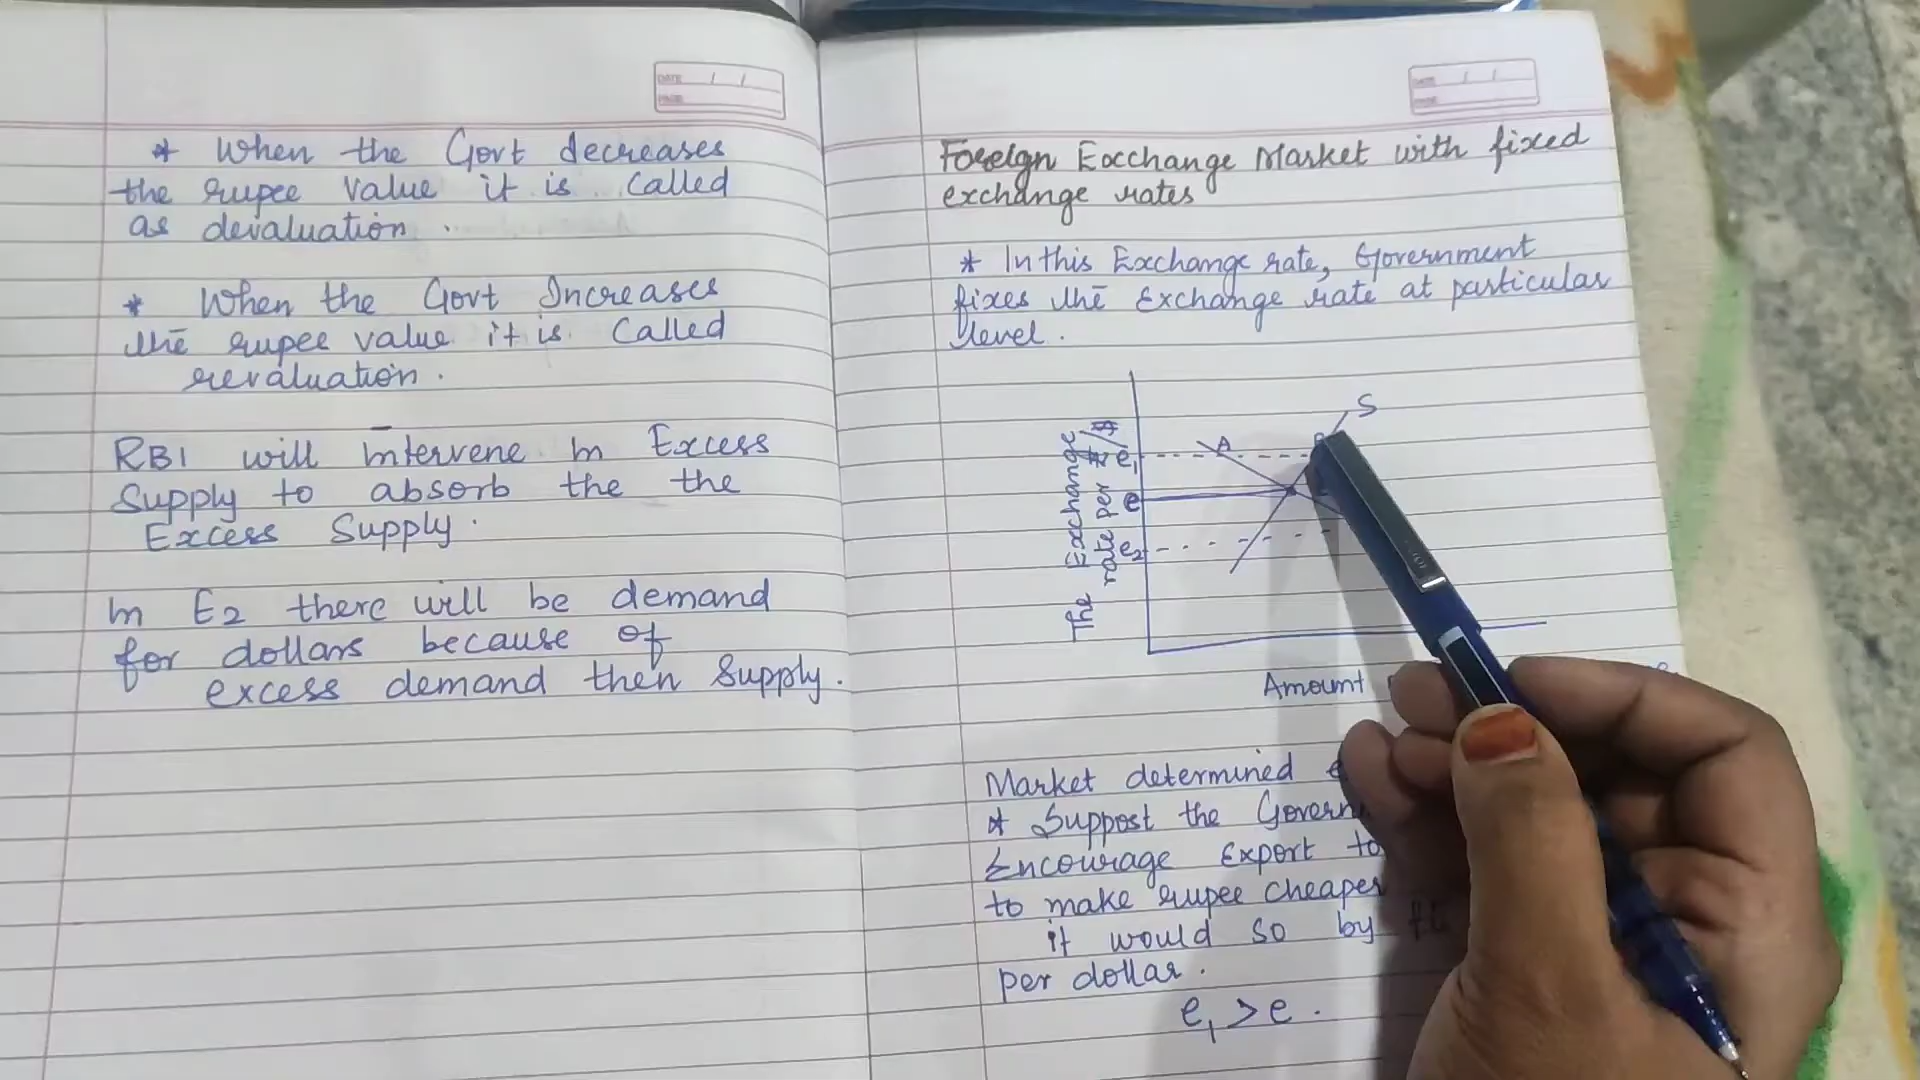 DATE / /
PAGE
* When the Govt decreases
the rupee value it is called
as devaluation .
* When the Govt Increases
the rupee value it is called
revaluation .
RBI will intervene in Excess
Supply to absorb the the
Excess Supply .
In E2 there will be demand
for dollars because of
excess demand then Supply .
DATE / /
PAGE
Foreign Exchange Market with fixed
exchange rates
* In this Exchange rate, Government
fixes the Exchange rate at particular
level .
S
A
e1
e
e2
The Exchange
rate per
Amount
Market determined e
* Suppost the Govern
Encourage Export to
to make rupee cheaper
it would so by
per dollar .
e1 > e .